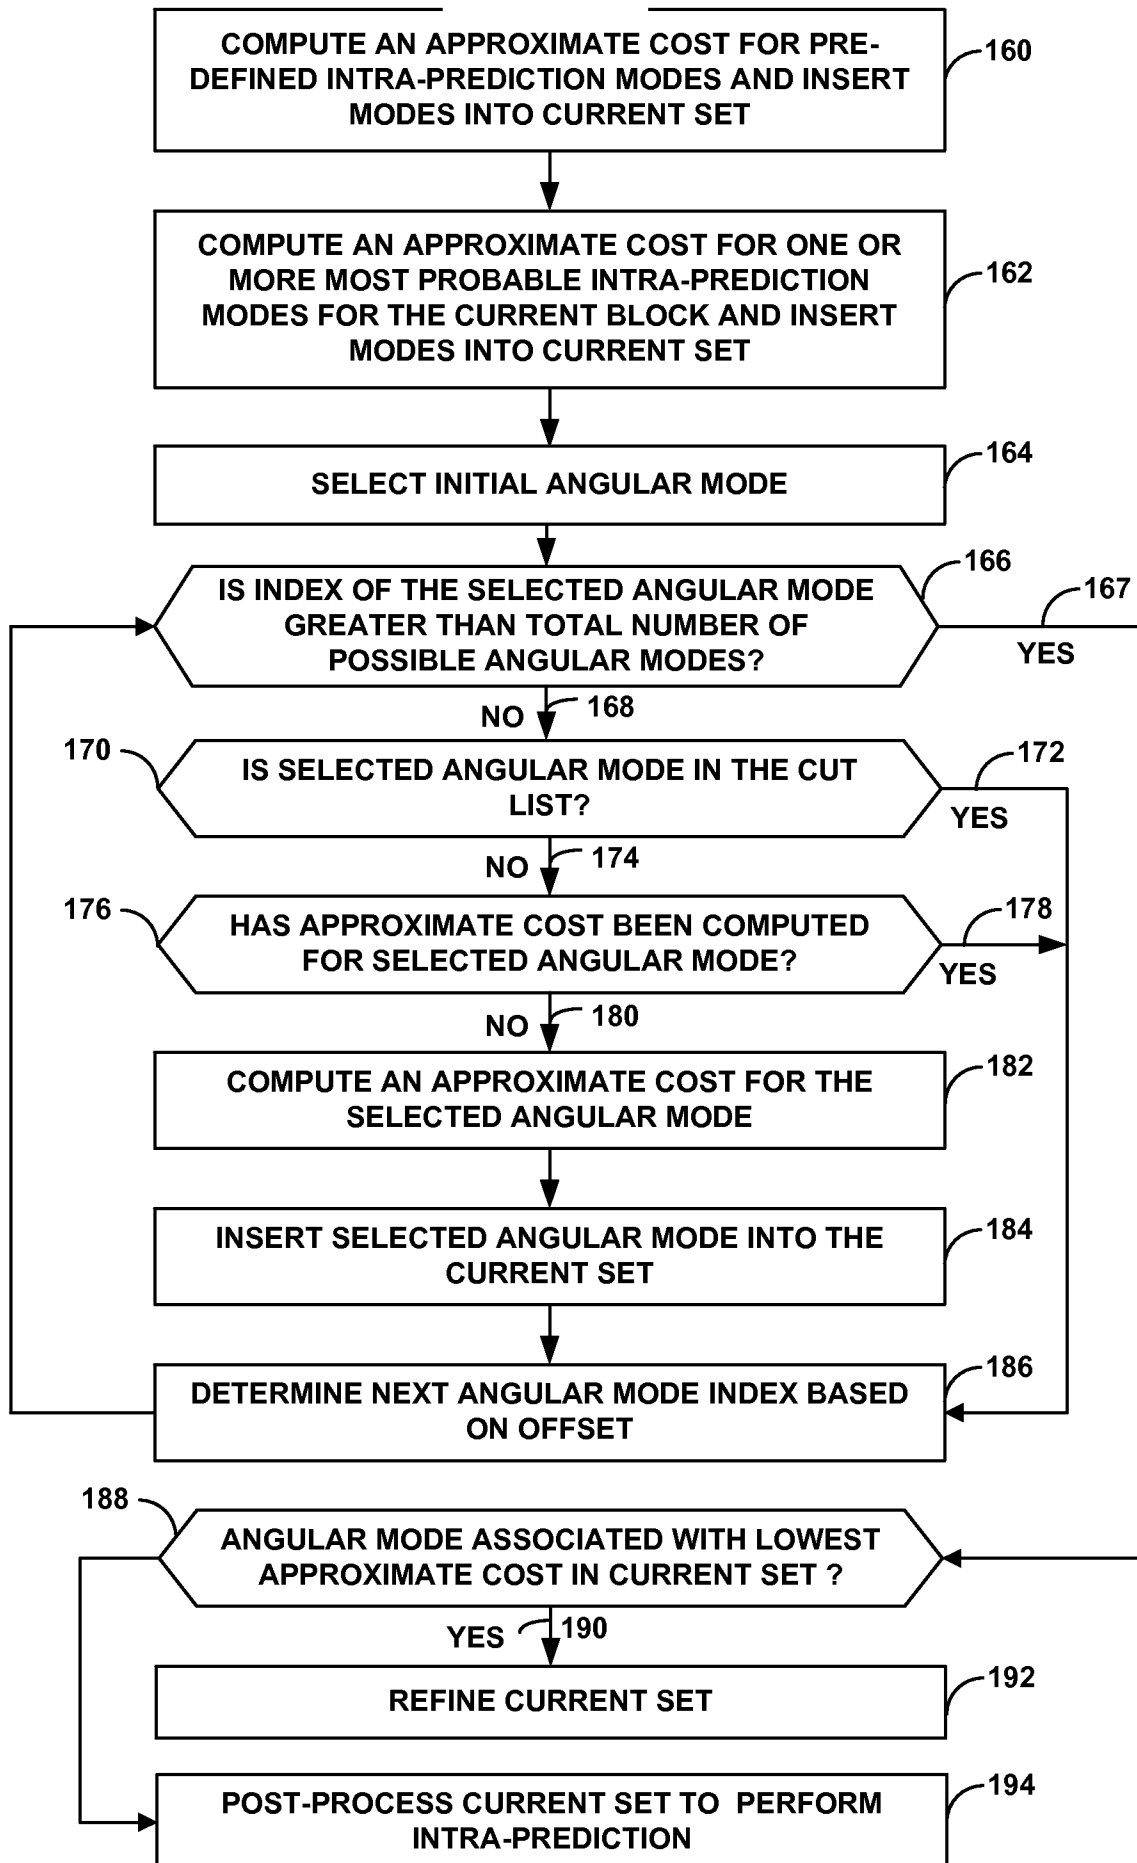 COMPUTE AN APPROXIMATE COST FOR PRE-
DEFINED INTRA-PREDICTION MODES AND INSERT
MODES INTO CURRENT SET
160
COMPUTE AN APPROXIMATE COST FOR ONE OR
MORE MOST PROBABLE INTRA-PREDICTION
MODES FOR THE CURRENT BLOCK AND INSERT
MODES INTO CURRENT SET
162
SELECT INITIAL ANGULAR MODE
164
IS INDEX OF THE SELECTED ANGULAR MODE
GREATER THAN TOTAL NUMBER OF
POSSIBLE ANGULAR MODES?
166
167
YES
NO
168
170
IS SELECTED ANGULAR MODE IN THE CUT
LIST?
172
YES
NO
174
176
HAS APPROXIMATE COST BEEN COMPUTED
FOR SELECTED ANGULAR MODE?
178
YES
NO
180
COMPUTE AN APPROXIMATE COST FOR THE
SELECTED ANGULAR MODE
182
INSERT SELECTED ANGULAR MODE INTO THE
CURRENT SET
184
DETERMINE NEXT ANGULAR MODE INDEX BASED
ON OFFSET
186
188
ANGULAR MODE ASSOCIATED WITH LOWEST
APPROXIMATE COST IN CURRENT SET ?
YES
190
REFINE CURRENT SET
192
POST-PROCESS CURRENT SET TO PERFORM
INTRA-PREDICTION
194